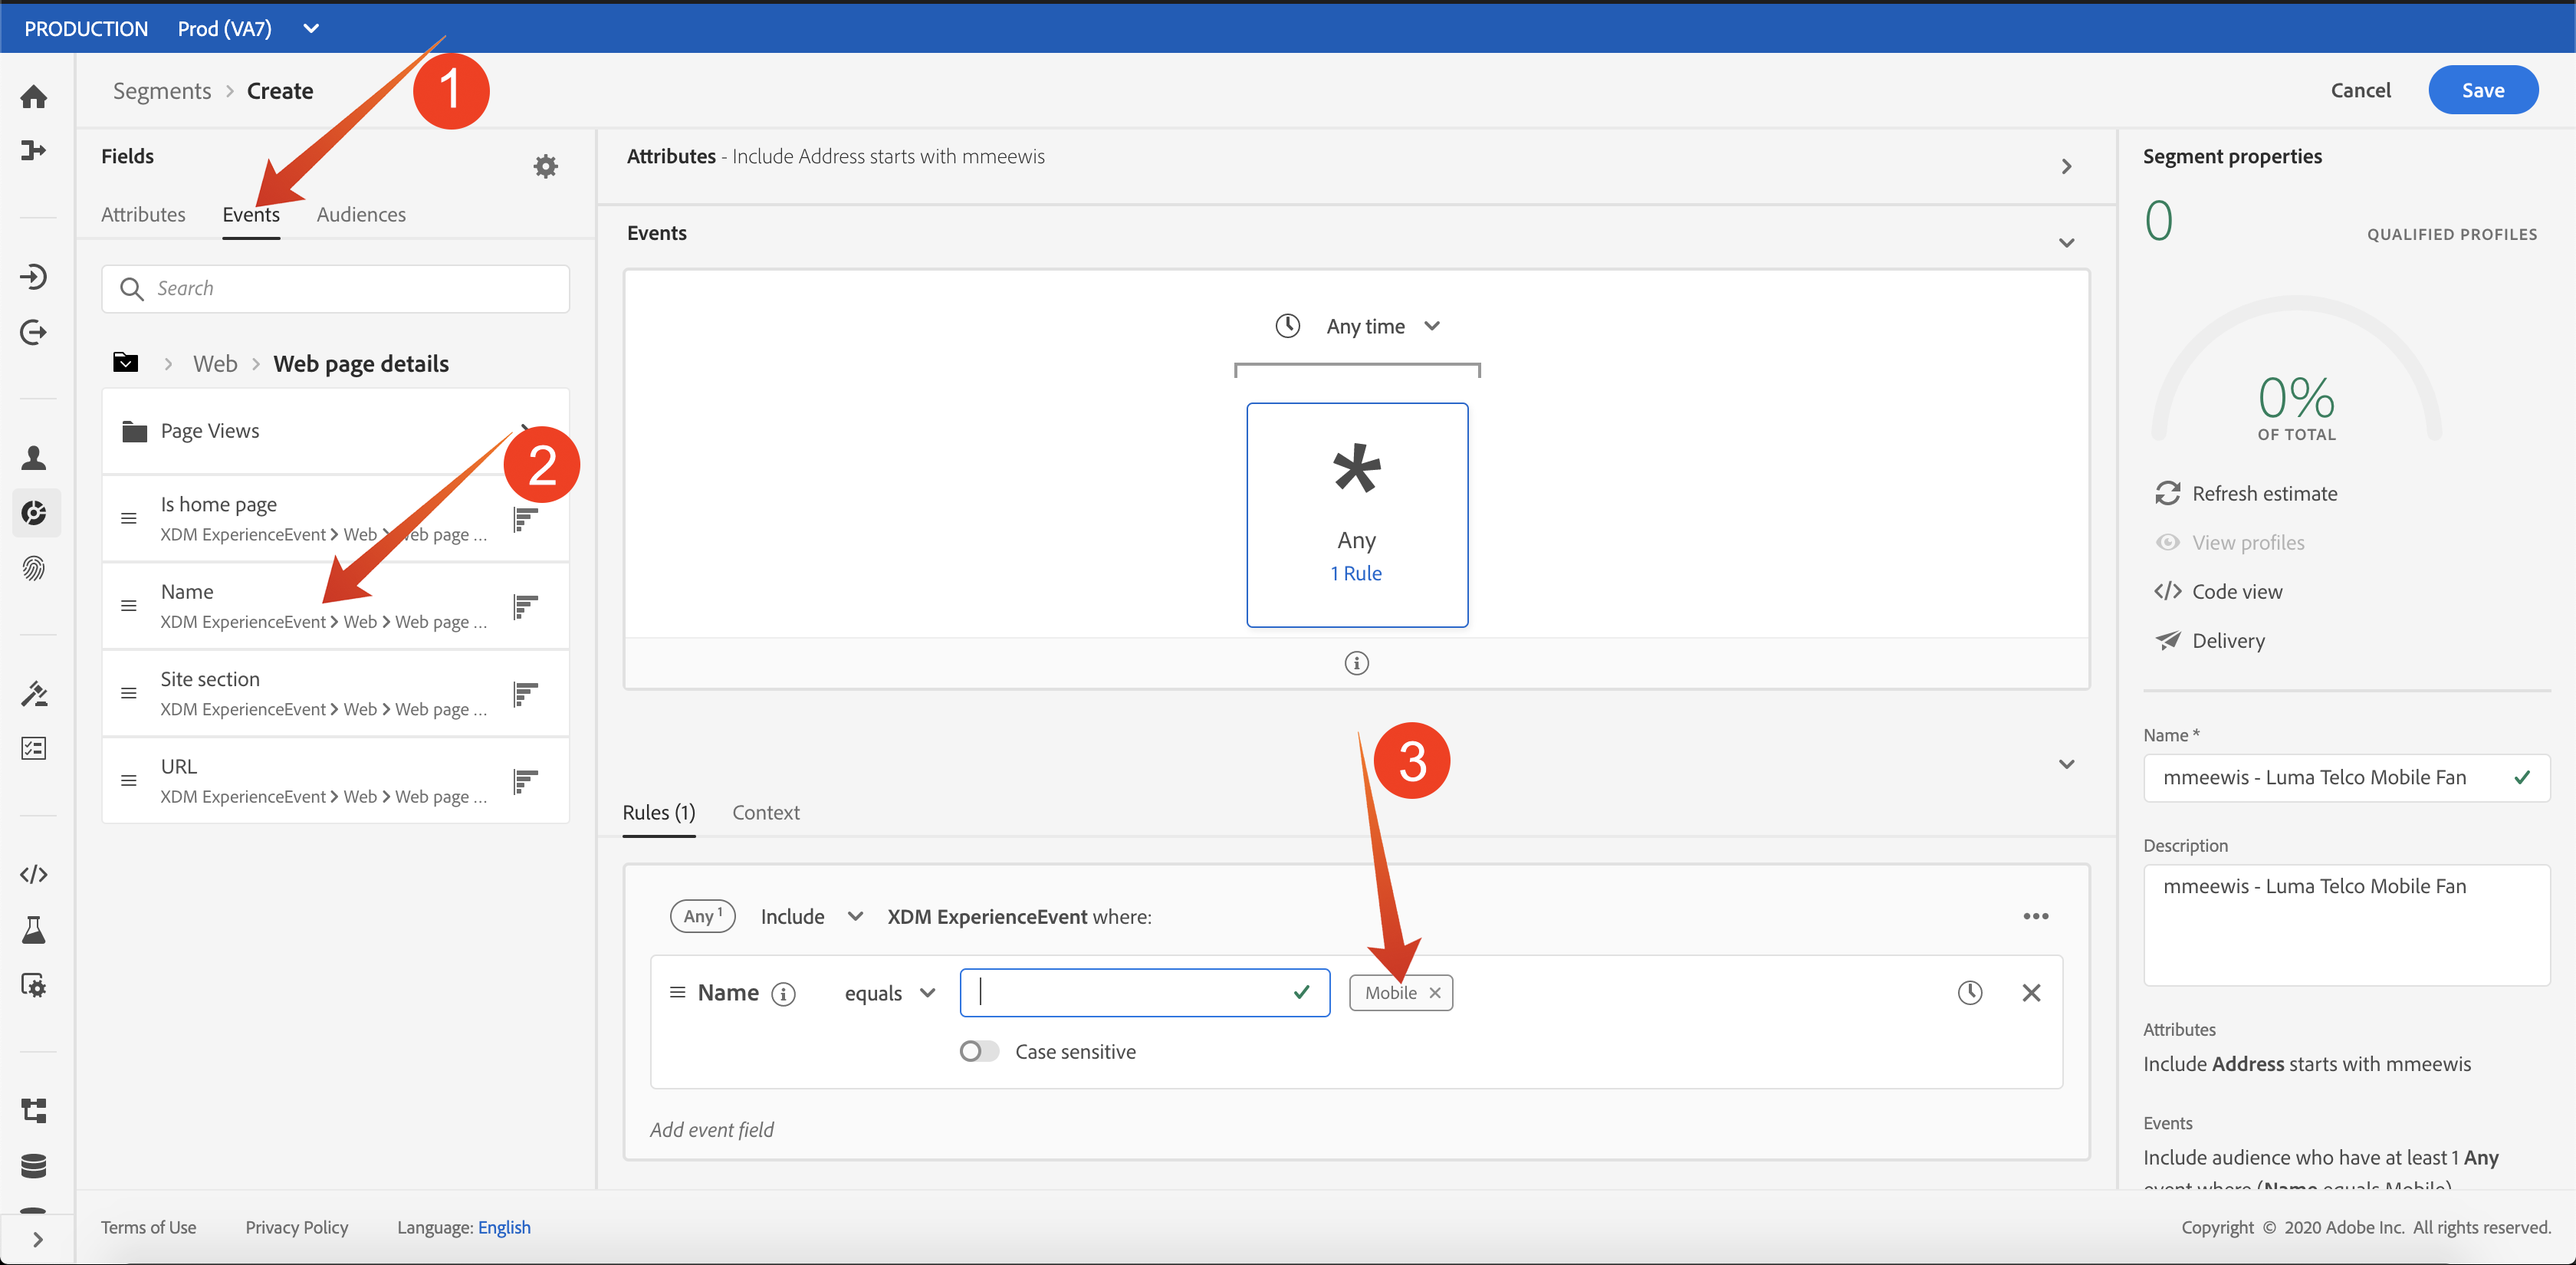 PRODUCTION Prod (VA7)
1
Segments > Create
Cancel
Save
Fields
Attributes
Events
Audiences
Search
Web > Web page details
Page Views
2
Is home page
XDM ExperienceEvent > Web > Web page ...
Name
XDM ExperienceEvent > Web > Web page ...
Site section
XDM ExperienceEvent > Web > Web page ...
URL
XDM ExperienceEvent > Web > Web page ...
Attributes - Include Address starts with mmeewis
Events
Any time
*
Any
1 Rule
3
Rules (1)
Context
Any 1 Include XDM ExperienceEvent where:
Name equals Mobile
Case sensitive
Add event field
Segment properties
0 QUALIFIED PROFILES
0%
OF TOTAL
Refresh estimate
View profiles
</> Code view
Delivery
Name *
mmeewis - Luma Telco Mobile Fan
Description
mmeewis - Luma Telco Mobile Fan
Attributes
Include Address starts with mmeewis
Events
Include audience who have at least 1 Any
event where (Name equals Mobile)
Terms of Use
Privacy Policy
Language: English
Copyright © 2020 Adobe Inc. All rights reserved.